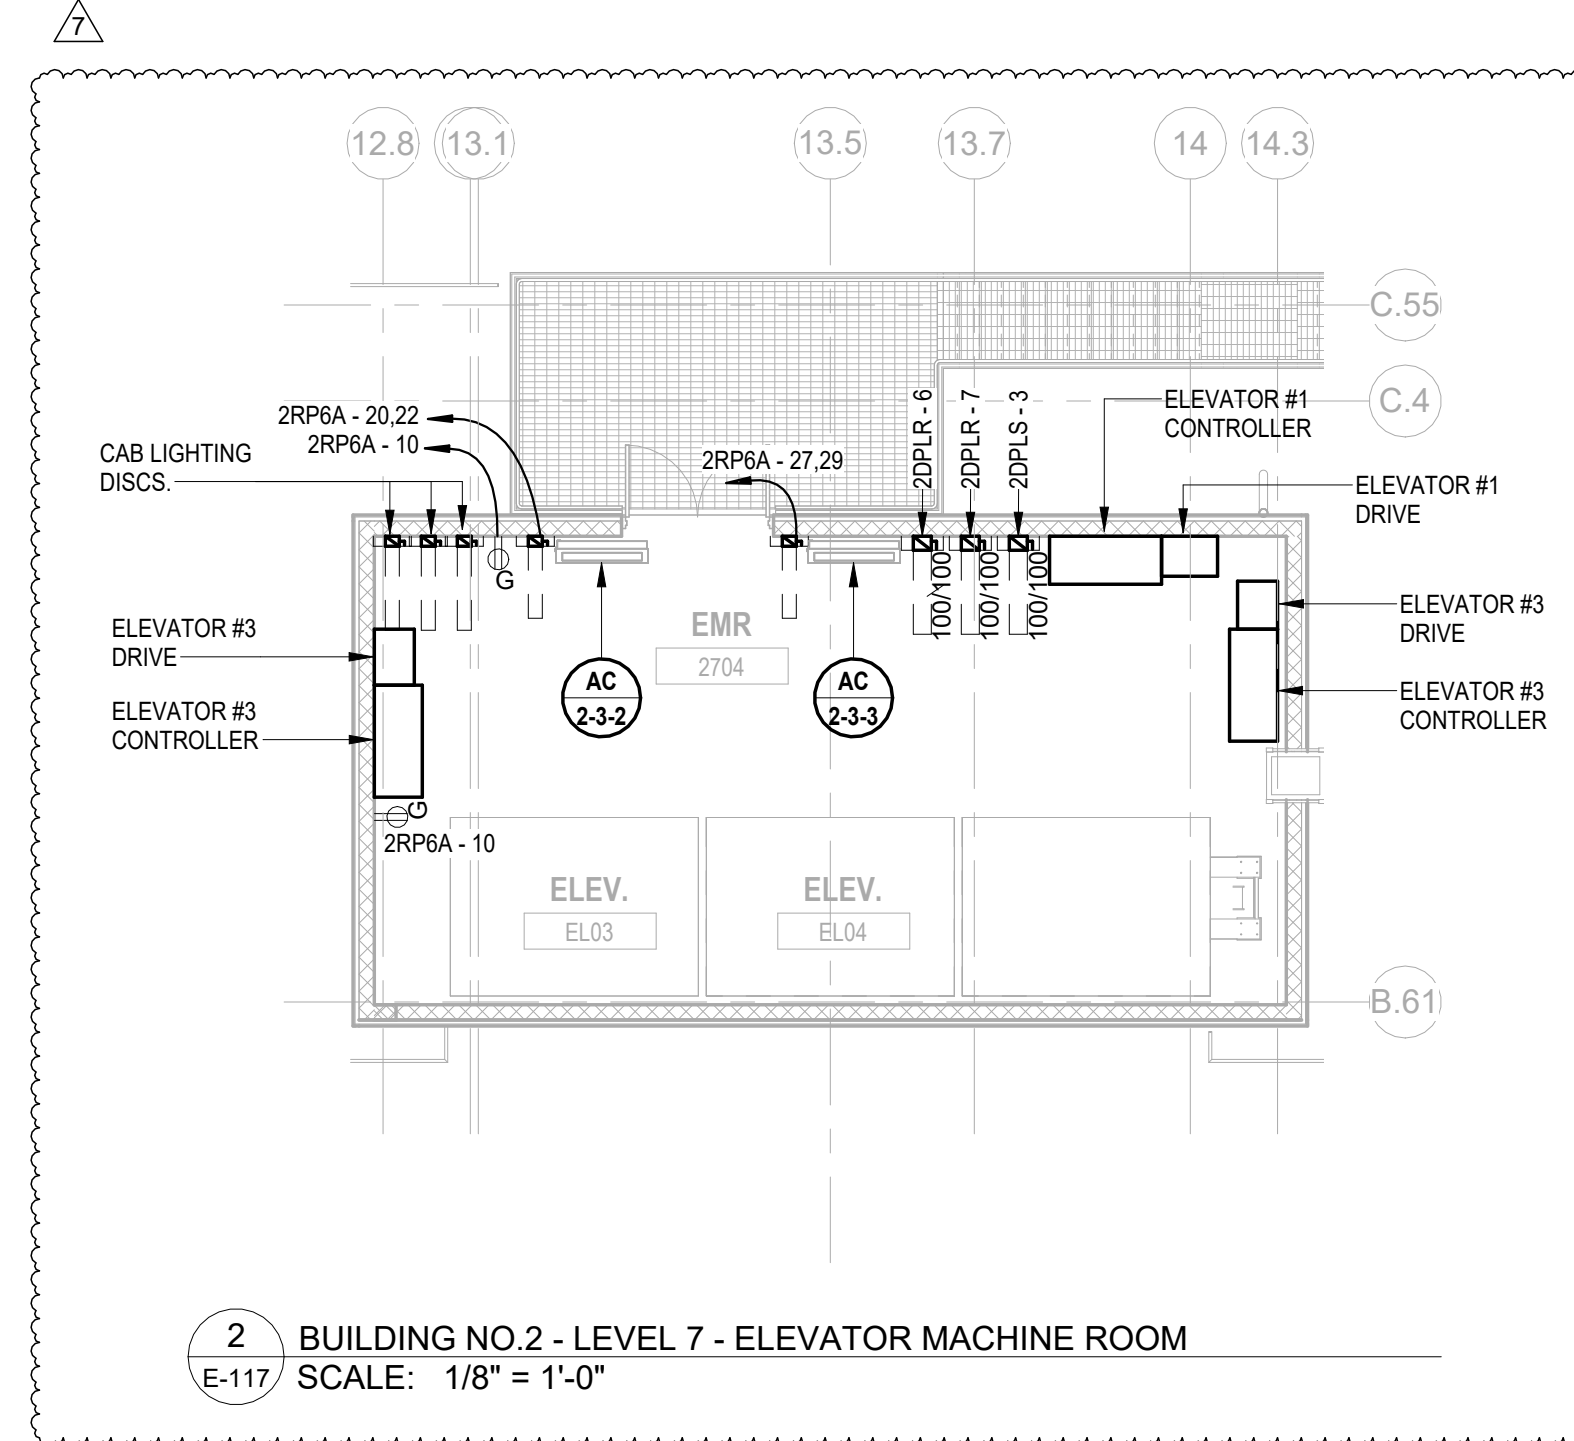 7
12.8
13.1
13.5
13.7
14
14.3
C.55
C.4
2RP6A - 20,22
2RP6A - 10
CAB LIGHTING
DISCS.
2RP6A - 27,29
2DPLR - 6
2DPLR - 7
2DPLS - 3
ELEVATOR #1
CONTROLLER
ELEVATOR #1
DRIVE
G
100/100
100/100
100/100
EMR
2704
ELEVATOR #3
DRIVE
ELEVATOR #3
CONTROLLER
AC
2-3-2
AC
2-3-3
ELEVATOR #3
DRIVE
ELEVATOR #3
CONTROLLER
G
2RP6A - 10
ELEV.
EL03
ELEV.
EL04
B.61
2
E-117
BUILDING NO.2 - LEVEL 7 - ELEVATOR MACHINE ROOM
SCALE: 1/8" = 1'-0"